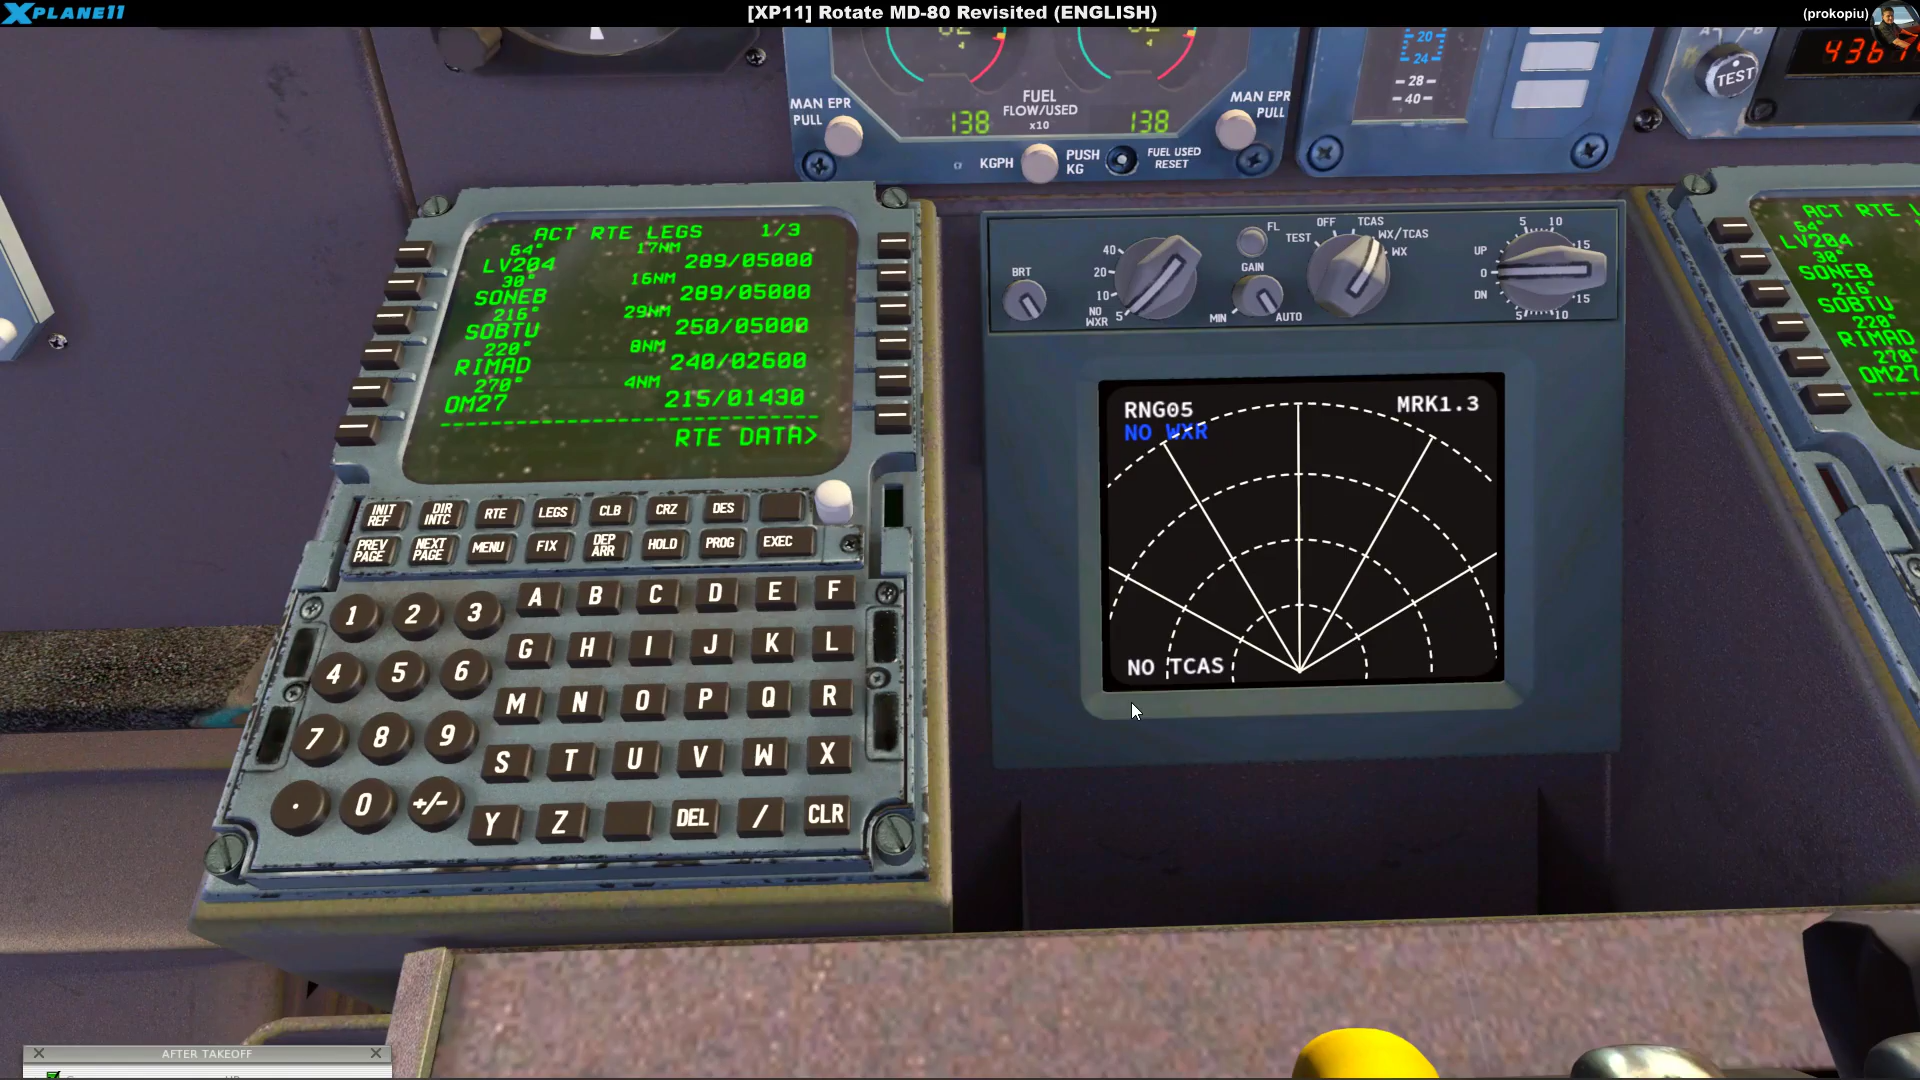 XPLANE11
[XP11] Rotate MD-80 Revisited (ENGLISH)
(prokopiu)
MAN EPR
PULL
FUEL
FLOW/USED
x10
138
138
MAN EPR
PULL
KGPH
PUSH
KG
FUEL USED
RESET
20
24
28
40
A
B
TEST
ACT RTE LEGS 1/3
64° 17NM
LV204 289/05000
30° 16NM
SONEB 289/05000
216° 29NM
SOBTU 250/05000
220° 8NM
RIMAD 240/02600
270° 4NM
OM27 215/01430
RTE DATA>
INIT REF
DIR INTC
RTE
LEGS
CLB
CRZ
DES
PREV PAGE
NEXT PAGE
MENU
FIX
DEP ARR
HOLD
PROG
EXEC
1 2 3 A B C D E F
4 5 6 G H I J K L
7 8 9 M N O P Q R
. 0 +/- S T U V W X
Y Z DEL / CLR
BRT
40
20
10
NO WXR 5
FL
GAIN
MIN
AUTO
TEST
OFF
TCAS
WX/TCAS
WX
5 10
15
UP
0
DN
15
5 10
RNG05
NO WXR
MRK1.3
NO TCAS
ACT RTE L
64°
LV204
30°
SONEB
216°
SOBTU
220°
RIMAD
270°
OM27
AFTER TAKEOFF